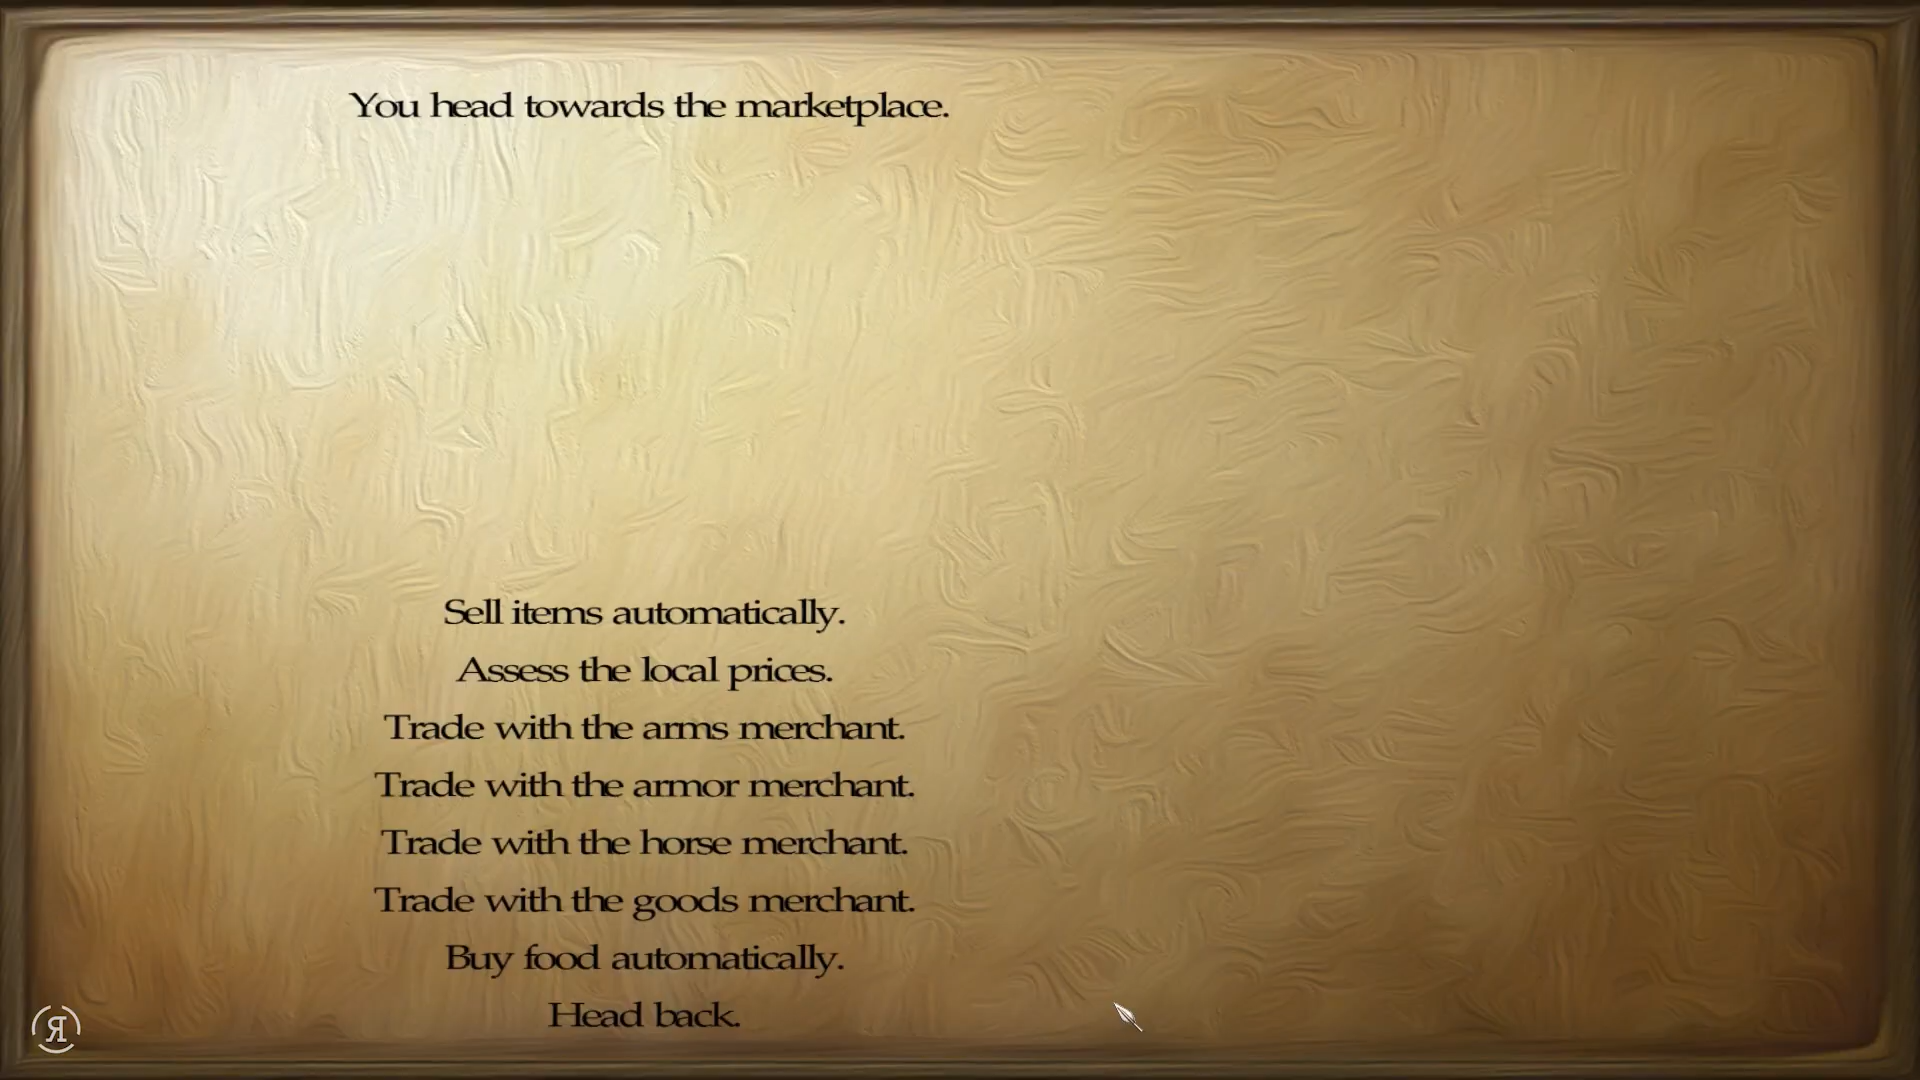 You head towards the marketplace.
Sell items automatically.
Assess the local prices.
Trade with the arms merchant.
Trade with the armor merchant.
Trade with the horse merchant.
Trade with the goods merchant.
Buy food automatically.
Head back.
Я